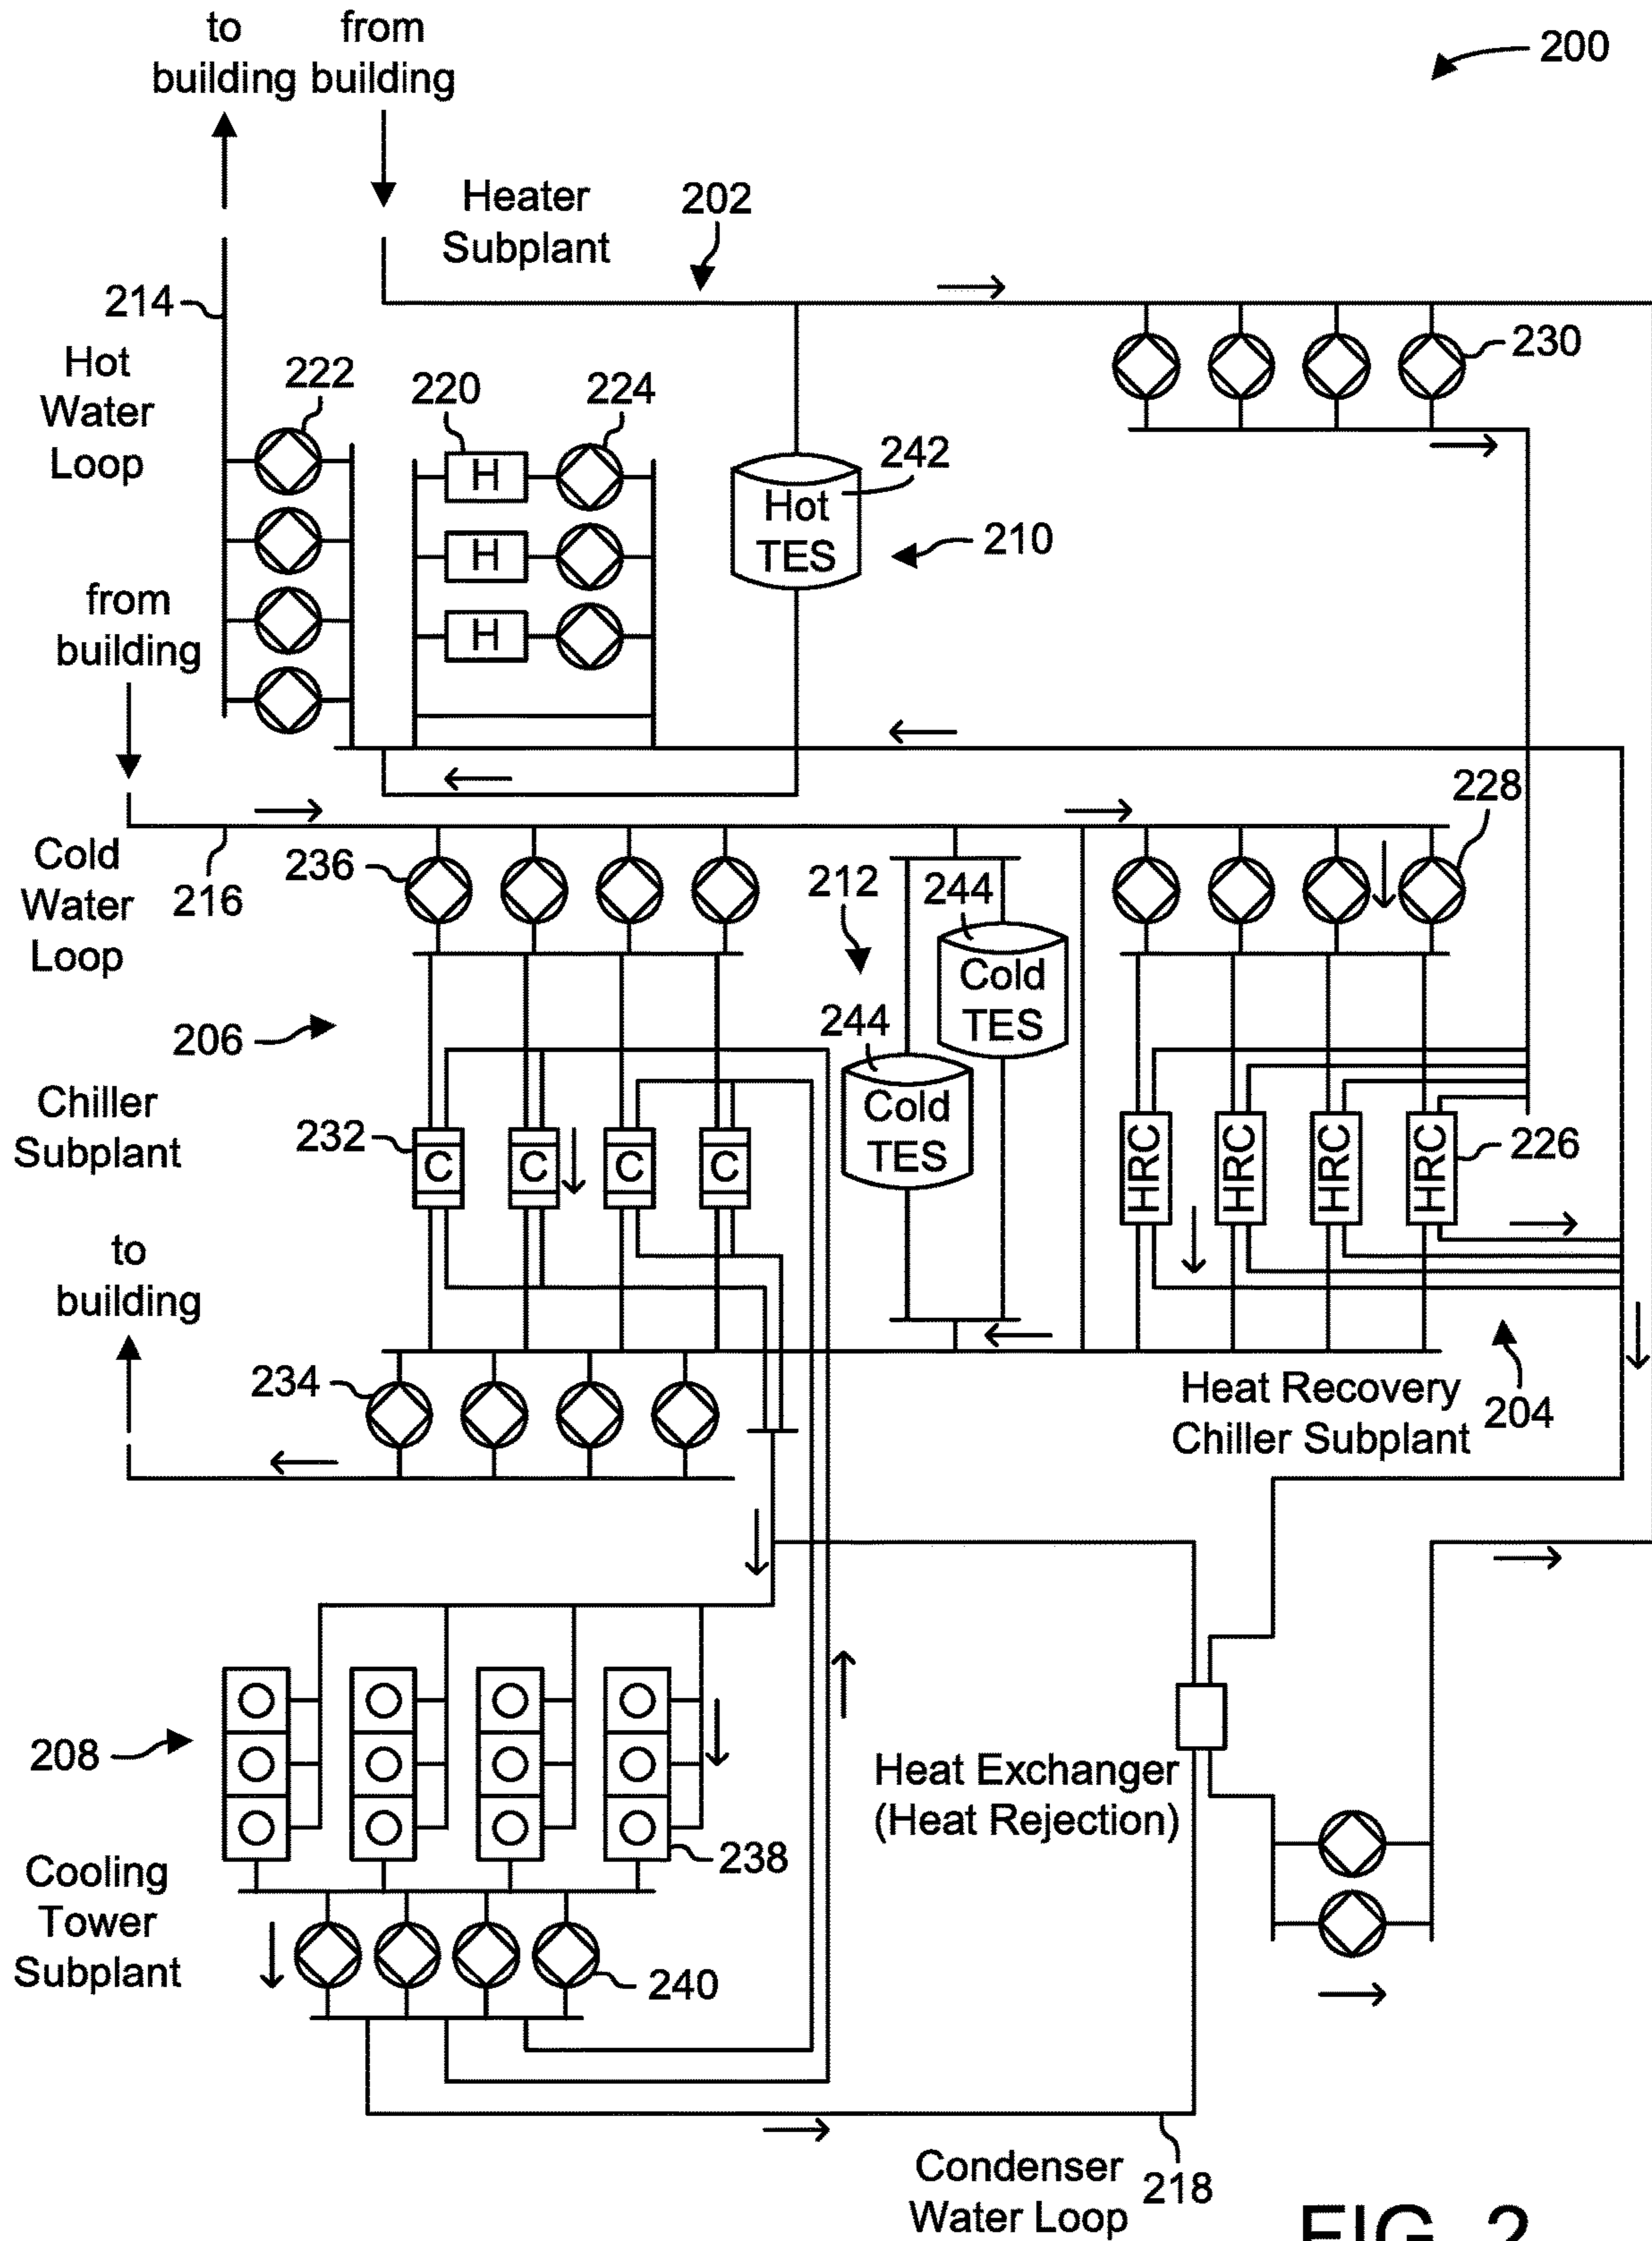 to
building
from
building
200
Heater
Subplant
202
214
Hot
Water
Loop
222
220
224
230
H
H
H
Hot
TES
242
210
from
building
228
Cold
Water
Loop
216
236
212
244
Cold
TES
244
Cold
TES
206
Chiller
Subplant
232
C
C
C
C
HRC
HRC
HRC
HRC
226
to
building
234
Heat Recovery
Chiller Subplant
204
208
Cooling
Tower
Subplant
238
240
Heat Exchanger
(Heat Rejection)
Condenser
Water Loop
218
FIG. 2